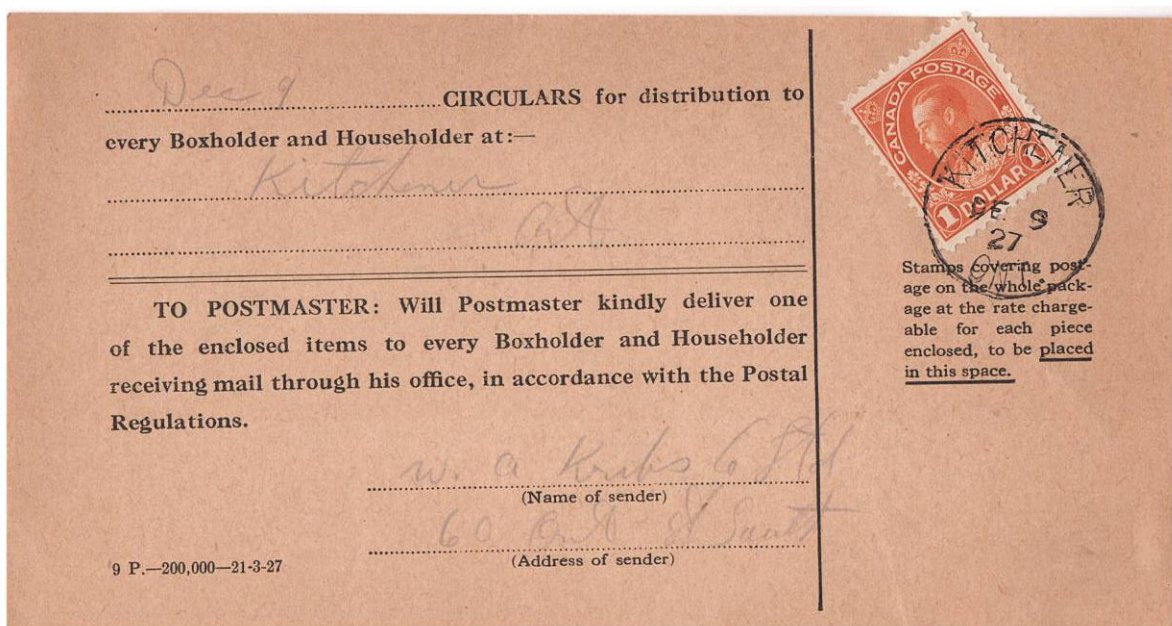 Dec 9 CIRCULARS for distribution to
every Boxholder and Householder at:—
Kitchener
Ont
TO POSTMASTER: Will Postmaster kindly deliver one
of the enclosed items to every Boxholder and Householder
receiving mail through his office, in accordance with the Postal
Regulations.
W. A Kribs Co Ltd
(Name of sender)
60 Ont St South
(Address of sender)
9 P.—200,000—21-3-27
CANADA POSTAGE
1 DOLLAR 1
KITCHENER
DE 9
27
ONT.
Stamps covering post-
age on the whole pack-
age at the rate charge-
able for each piece
enclosed, to be placed
in this space.